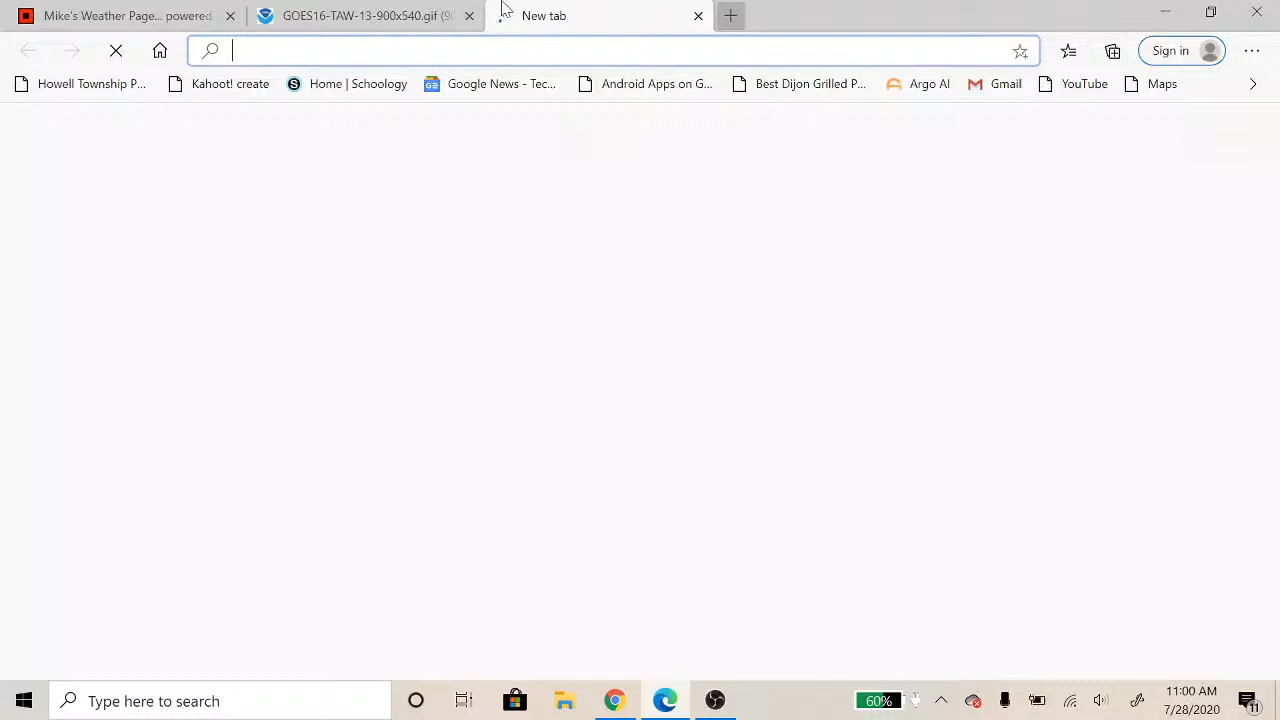 Mike's Weather Page... powered
GOES16-TAW-13-900x540.gif (90
New tab
Sign in
Howell Township P...
Kahoot! create
Home | Schoology
Google News - Tec...
Android Apps on G...
Best Dijon Grilled P...
Argo AI
Gmail
YouTube
Maps
Type here to search
60%
11:00 AM
7/28/2020
11